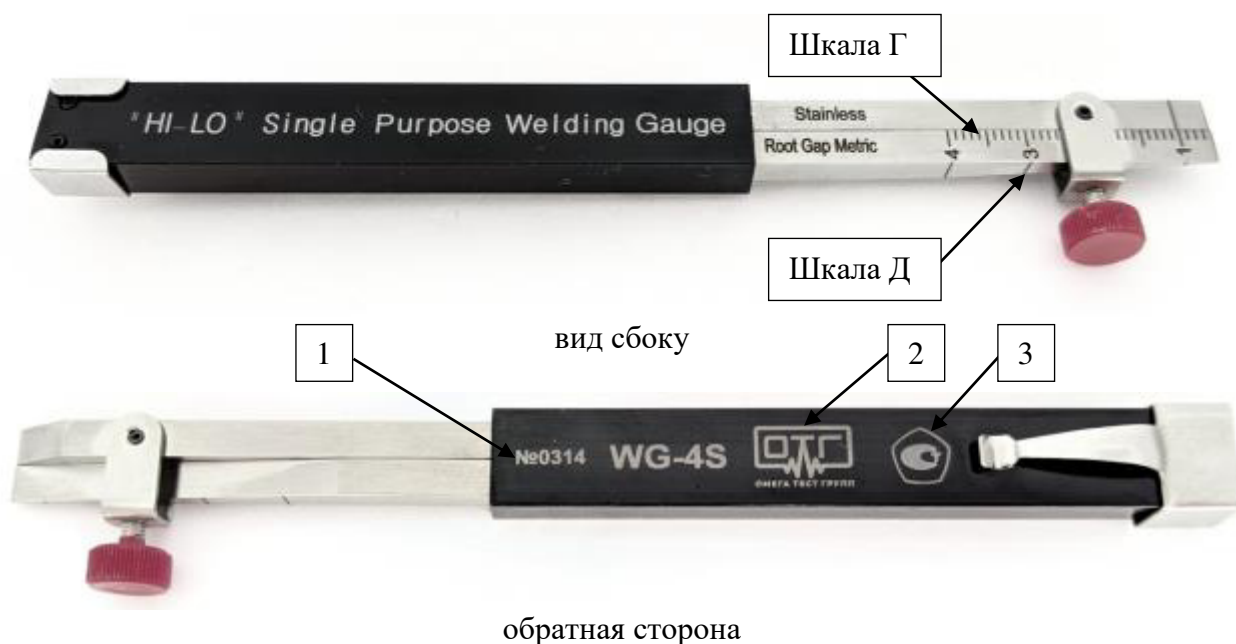 Шкала Г
"HI-LO" Single Purpose Welding Gauge
Stainless
Root Gap Metric
4
3
1
Шкала Д
вид сбоку
1
2
3
№0314
WG-4S
ОТГ
ОМЕГА ТЕСТ ГРУПП
обратная сторона